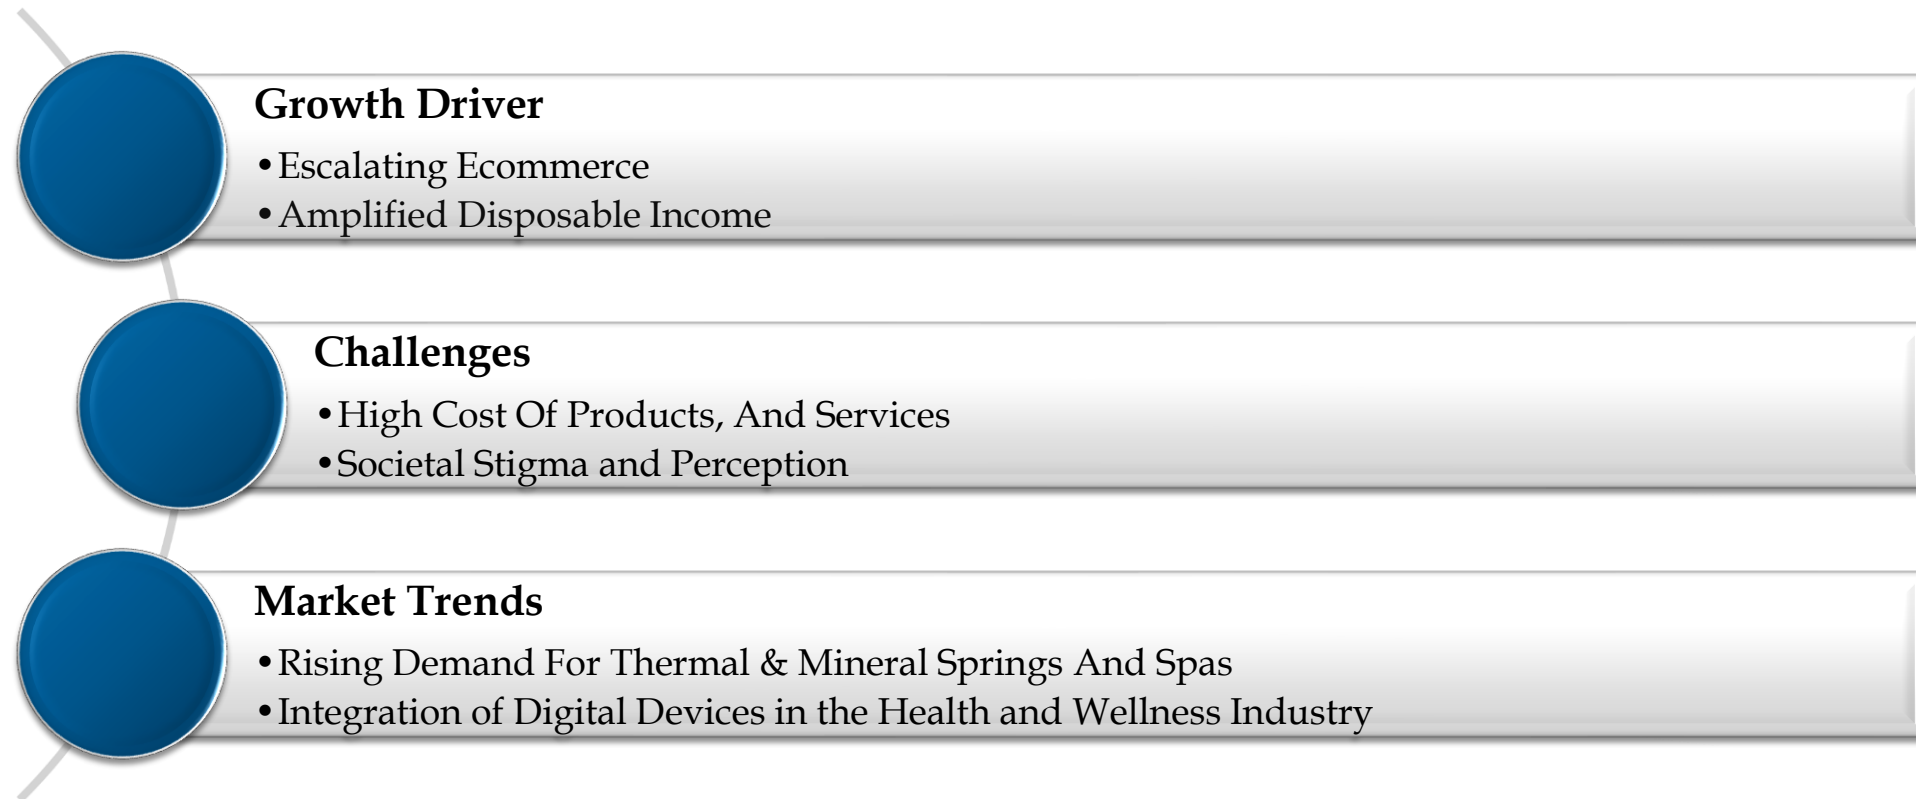 Growth Driver
•Escalating Ecommerce
•Amplified Disposable Income
Challenges
•High Cost Of Products, And Services
•Societal Stigma and Perception
Market Trends
•Rising Demand For Thermal & Mineral Springs And Spas
•Integration of Digital Devices in the Health and Wellness Industry